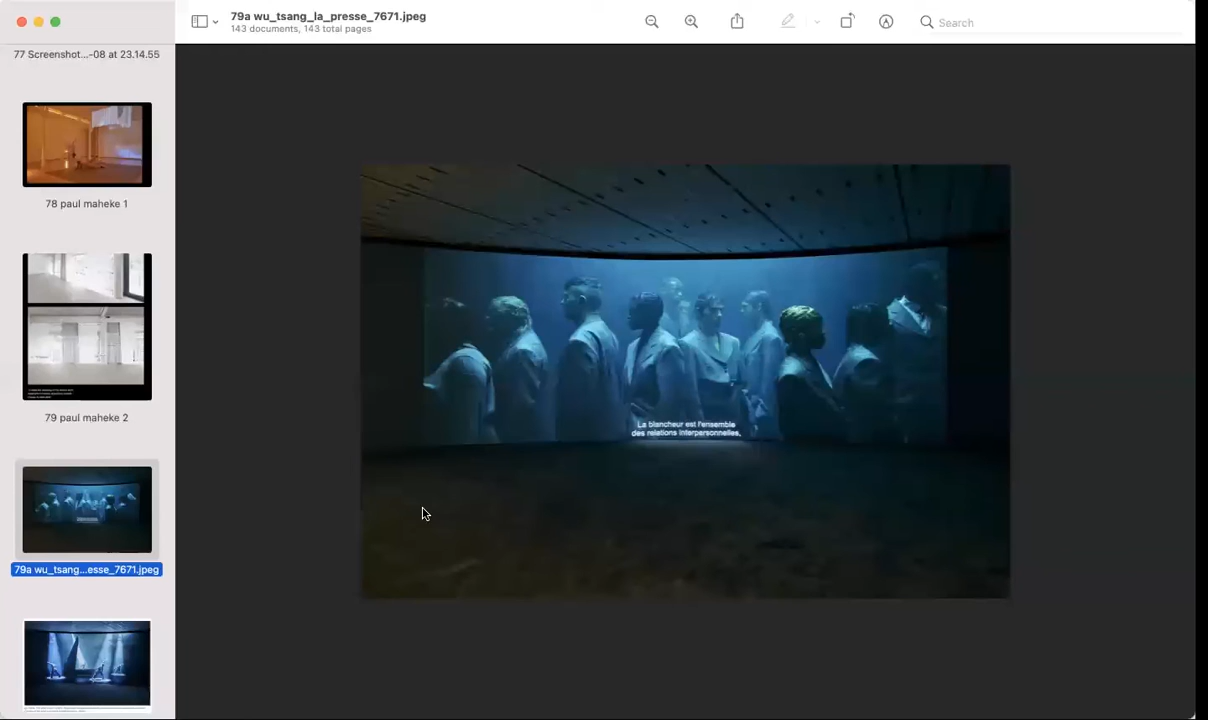 79a wu_tsang_la_presse_7671.jpeg
143 documents, 143 total pages
Search
77 Screenshot...-08 at 23.14.55
78 paul maheke 1
79 paul maheke 2
79a wu_tsang...esse_7671.jpeg
La blancheur est l'ensemble
des relations interpersonnelles,